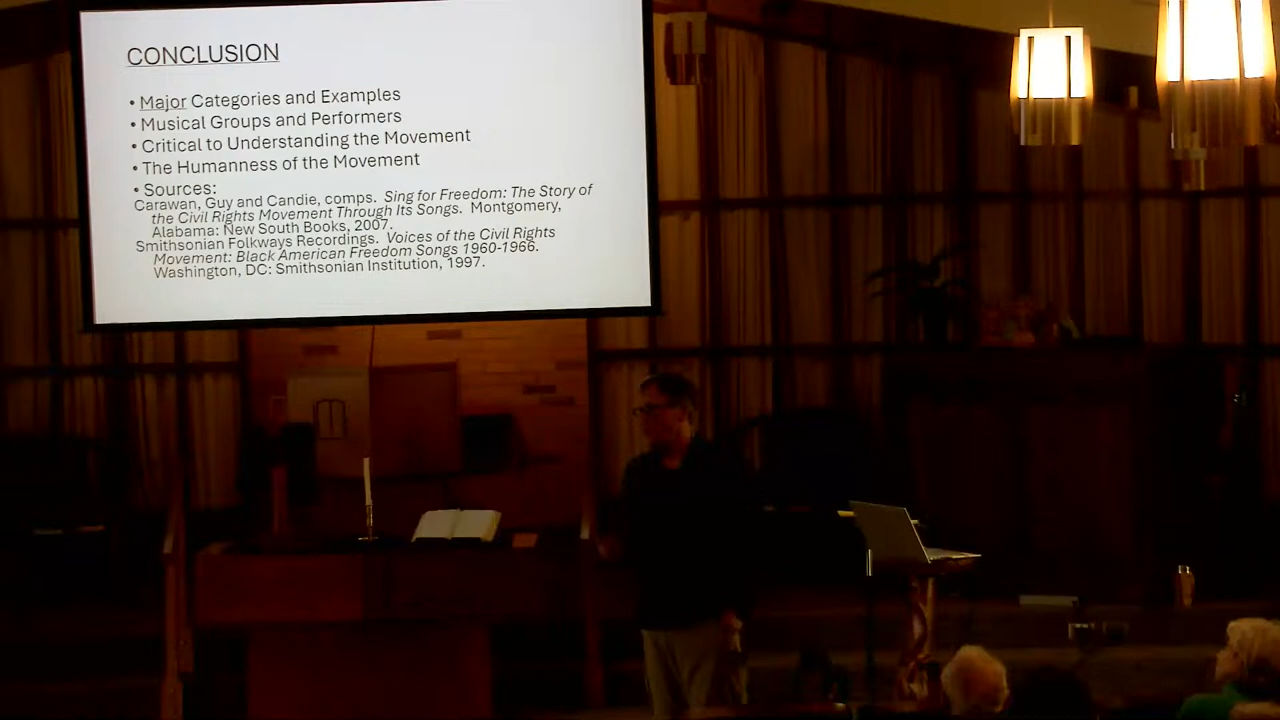 CONCLUSION
• Major Categories and Examples
• Musical Groups and Performers
• Critical to Understanding the Movement
• The Humanness of the Movement
• Sources:
Carawan, Guy and Candie, comps. Sing for Freedom: The Story of
the Civil Rights Movement Through Its Songs. Montgomery,
Alabama: New South Books, 2007.
Smithsonian Folkways Recordings. Voices of the Civil Rights
Movement: Black American Freedom Songs 1960-1966.
Washington, DC: Smithsonian Institution, 1997.